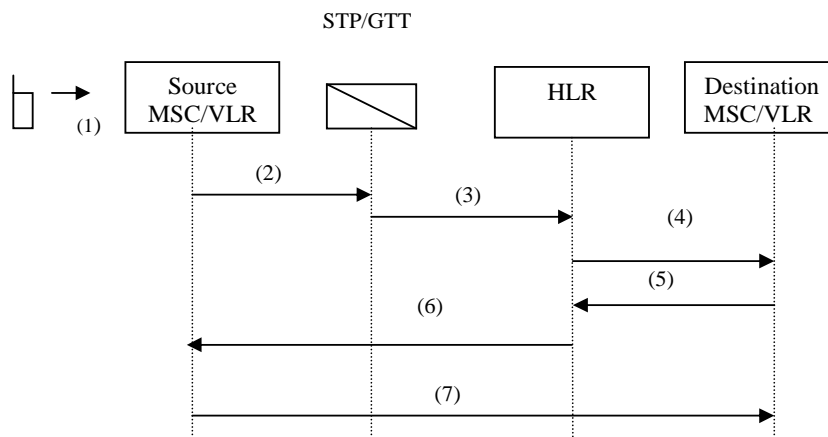 STP/GTT
Source
MSC/VLR
HLR
Destination
MSC/VLR
(1)
(2)
(3)
(4)
(5)
(6)
(7)